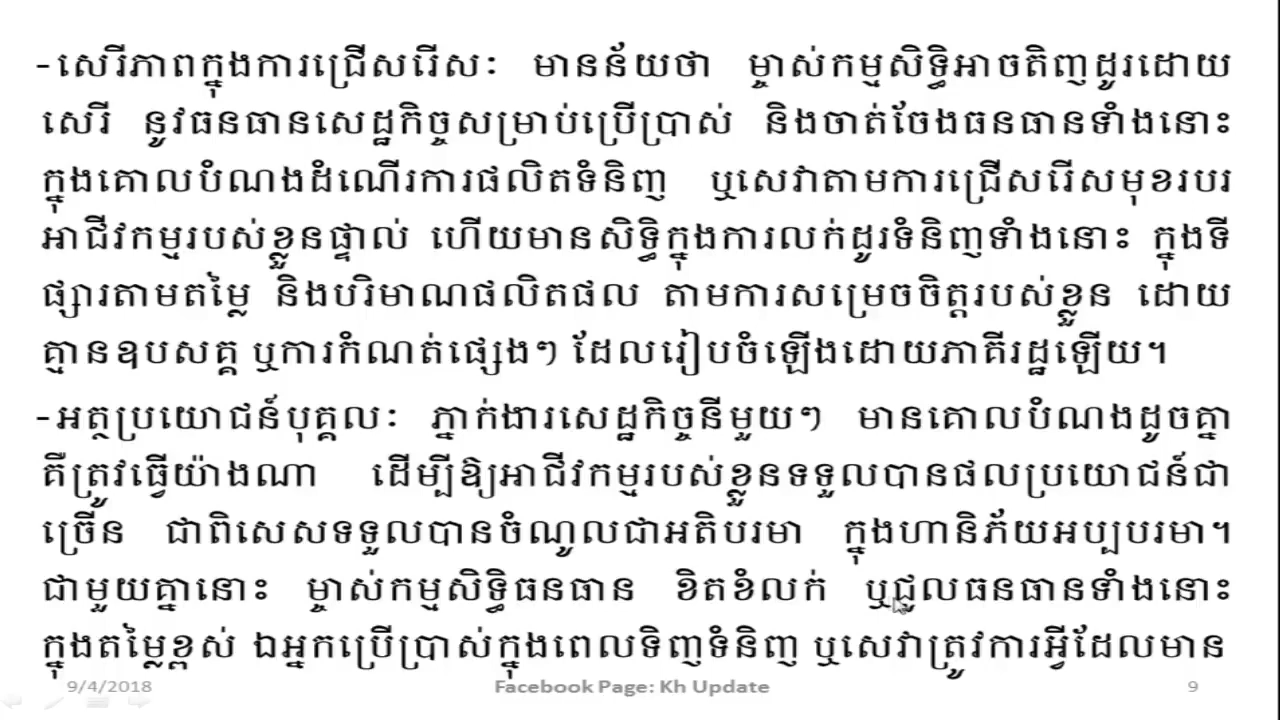 -សេរីភាពក្នុងការជ្រើសរើសៈ មានន័យថា ម្ចាស់កម្មសិទ្ធិអាចតិញដូរដោយ
សេរី នូវធនធានសេដ្ឋកិច្ចសម្រាប់ប្រើប្រាស់ និងចាត់ចែងធនធានទាំងនោះ
ក្នុងគោលបំណងដំណើរការផលិតទំនិញ ឬសេវាតាមការជ្រើសរើសមុខរបរ
អាជីវកម្មរបស់ខ្លួនផ្ទាល់ ហើយមានសិទ្ធិក្នុងការលក់ដូរទំនិញទាំងនោះ ក្នុងទី
ផ្សារតាមតម្លៃ និងបរិមាណផលិតផល តាមការសម្រេចចិត្តរបស់ខ្លួន ដោយ
គ្មានឧបសគ្គ ឬការកំណត់ផ្សេងៗ ដែលរៀបចំឡើងដោយភាគីរដ្ឋឡើយ។
-អត្ថប្រយោជន៍បុគ្គលៈ ភ្នាក់ងារសេដ្ឋកិច្ចនីមួយៗ មានគោលបំណងដូចគ្នា
គឺត្រូវធ្វើយ៉ាងណា ដើម្បីឱ្យអាជីវកម្មរបស់ខ្លួនទទួលបានផលប្រយោជន៍ជា
ច្រើន ជាពិសេសទទួលបានចំណូលជាអតិបរមា ក្នុងហានិភ័យអប្បបរមា។
ជាមួយគ្នានោះ ម្ចាស់កម្មសិទ្ធិធនធាន ខិតខំលក់ ឬជួលធនធានទាំងនោះ
ក្នុងតម្លៃខ្ពស់ ឯអ្នកប្រើប្រាស់ក្នុងពេលទិញទំនិញ ឬសេវាត្រូវការអ្វីដែលមាន
9/4/2018 Facebook Page: Kh Update 9